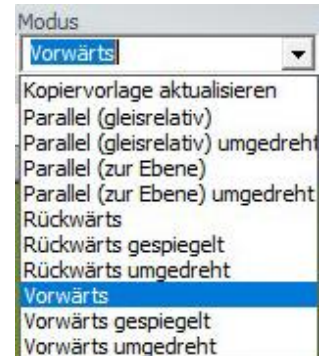 Modus
Vorwärts
Kopiervorlage aktualisieren
Parallel (gleisrelativ)
Parallel (gleisrelativ) umgedreht
Parallel (zur Ebene)
Parallel (zur Ebene) umgedreht
Rückwärts
Rückwärts gespiegelt
Rückwärts umgedreht
Vorwärts
Vorwärts gespiegelt
Vorwärts umgedreht